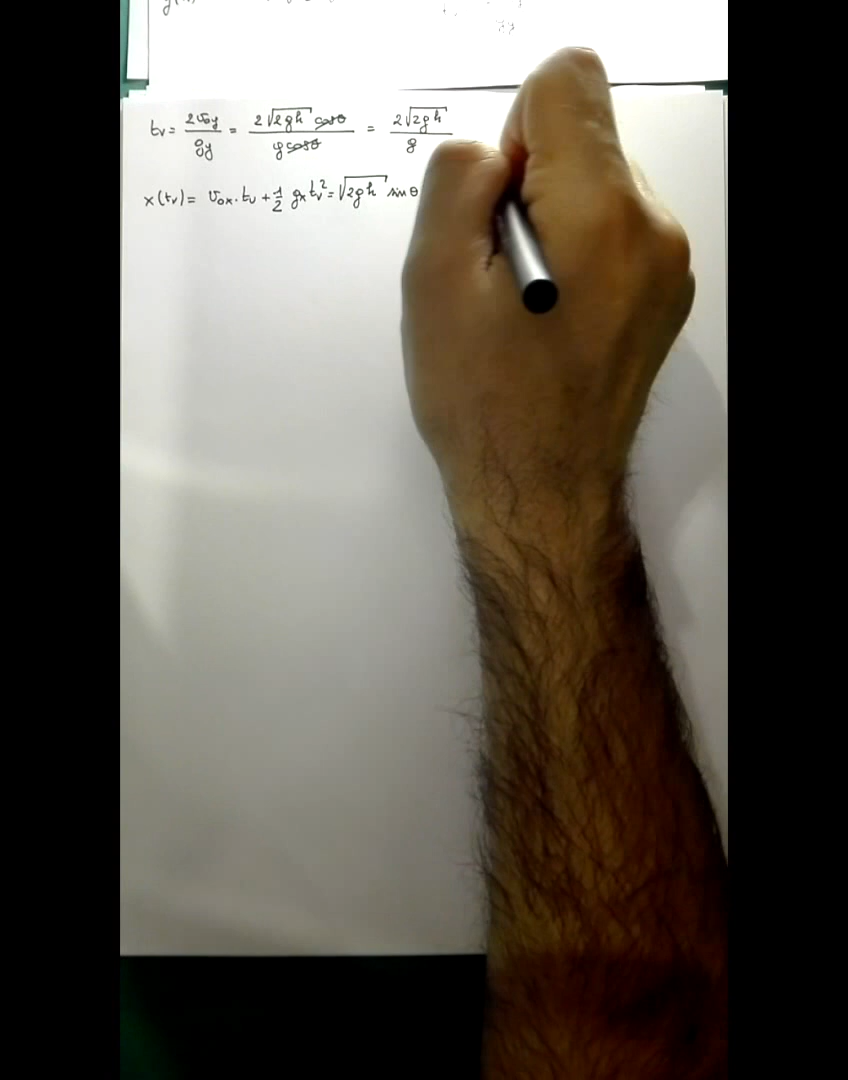 tv = 2v₀y / gy = 2√2gh cosθ / g cosθ = 2√2gh / g
x(tv) = v₀x · tv + 1/2 gx tv² = √2gh sinθ